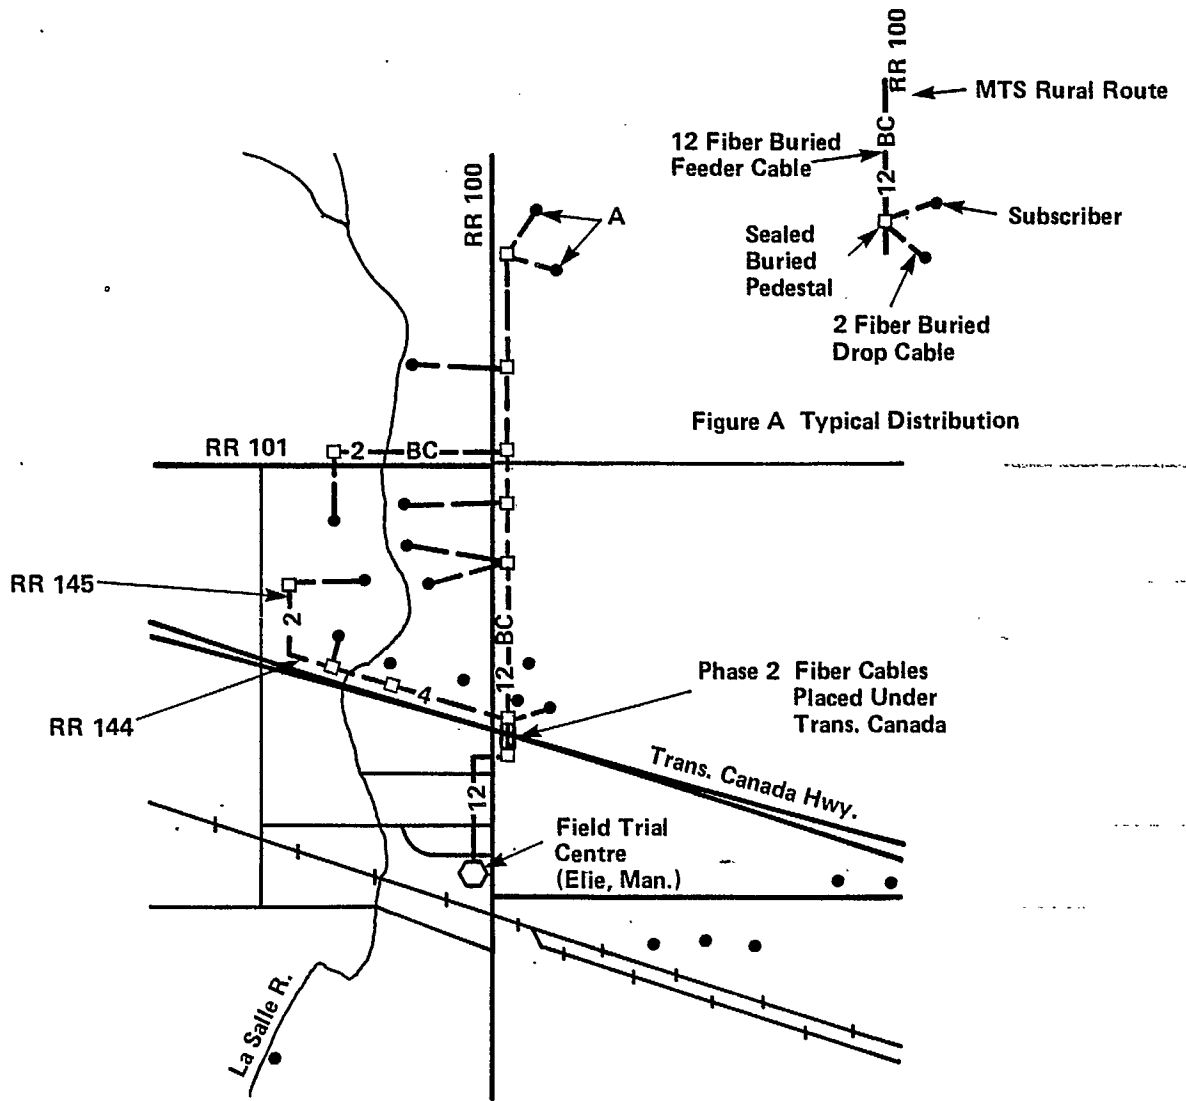 RR 100
MTS Rural Route
12 Fiber Buried
Feeder Cable
BC
12
Subscriber
Sealed
Buried
Pedestal
2 Fiber Buried
Drop Cable
Figure A Typical Distribution
RR 100
A
RR 101
2
BC
RR 145
2
BC
12
4
RR 144
Phase 2 Fiber Cables
Placed Under
Trans. Canada
Trans. Canada Hwy.
12
Field Trial
Centre
(Elie, Man.)
La Salle R.